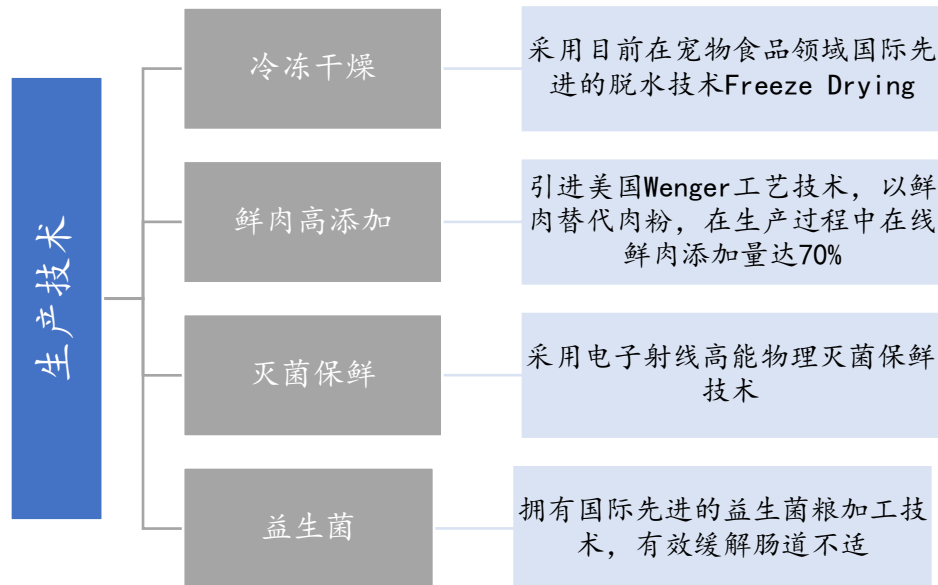 生产技术
冷冻干燥
采用目前在宠物食品领域国际先
进的脱水技术Freeze Drying
鲜肉高添加
引进美国Wenger工艺技术，以鲜
肉替代肉粉，在生产过程中在线
鲜肉添加量达70%
灭菌保鲜
采用电子射线高能物理灭菌保鲜
技术
益生菌
拥有国际先进的益生菌粮加工技
术，有效缓解肠道不适